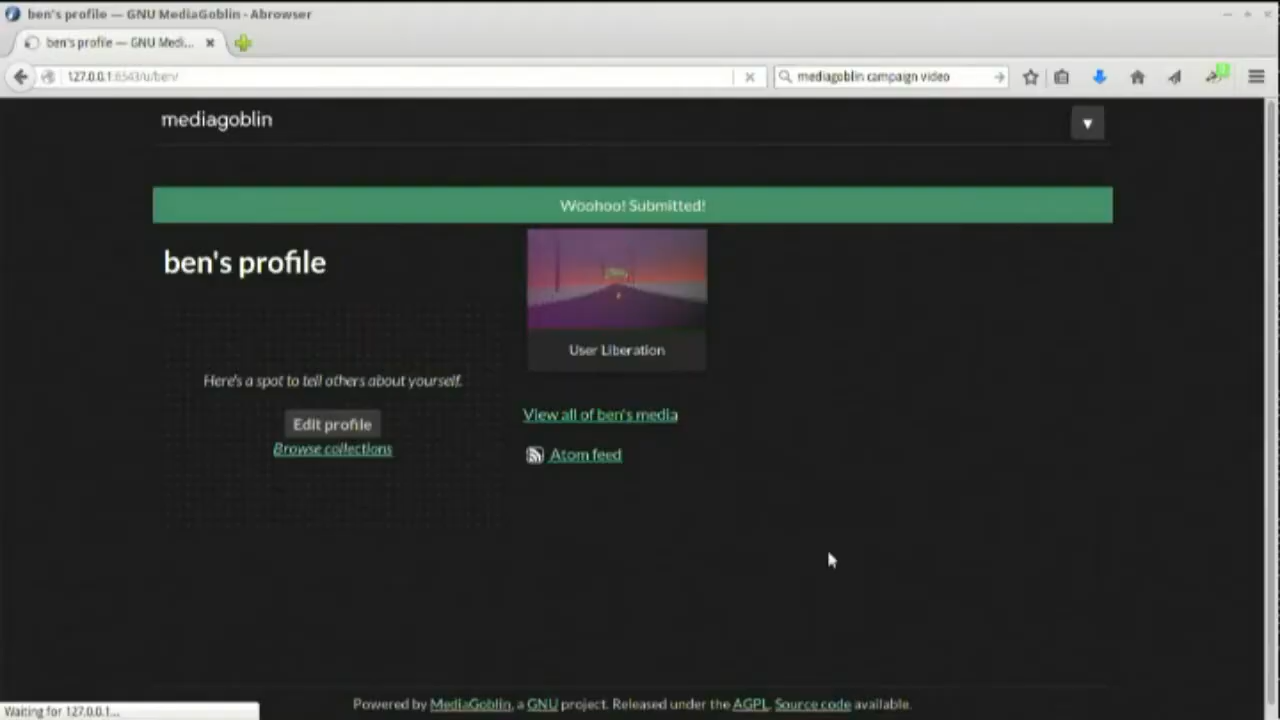 ben's profile — GNU MediaGoblin - Abrowser
ben's profile — GNU Medi...
127.0.0.1:6543/u/ben/
mediagoblin campaign video
mediagoblin
Woohoo! Submitted!
ben's profile
User Liberation
Here's a spot to tell others about yourself.
Edit profile
Browse collections
View all of ben's media
Atom feed
Powered by MediaGoblin, a GNU project. Released under the AGPL. Source code available.
Waiting for 127.0.0.1...